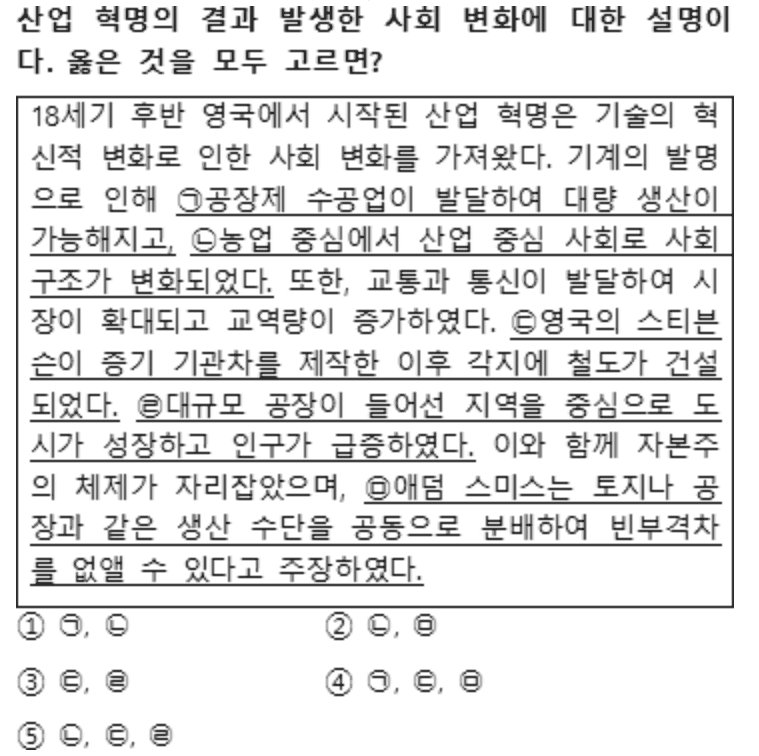 산업 혁명의 결과 발생한 사회 변화에 대한 설명이
다. 옳은 것을 모두 고르면?
18세기 후반 영국에서 시작된 산업 혁명은 기술의 혁
신적 변화로 인한 사회 변화를 가져왔다. 기계의 발명
으로 인해 ㉠공장제 수공업이 발달하여 대량 생산이
가능해지고, ㉡농업 중심에서 산업 중심 사회로 사회
구조가 변화되었다. 또한, 교통과 통신이 발달하여 시
장이 확대되고 교역량이 증가하였다. ㉢영국의 스티븐
슨이 증기 기관차를 제작한 이후 각지에 철도가 건설
되었다. ㉣대규모 공장이 들어선 지역을 중심으로 도
시가 성장하고 인구가 급증하였다. 이와 함께 자본주
의 체제가 자리잡았으며, ㉤애덤 스미스는 토지나 공
장과 같은 생산 수단을 공동으로 분배하여 빈부격차
를 없앨 수 있다고 주장하였다.
① ㉠, ㉡ ② ㉡, ㉤
③ ㉢, ㉣ ④ ㉠, ㉢, ㉤
⑤ ㉡, ㉢, ㉣